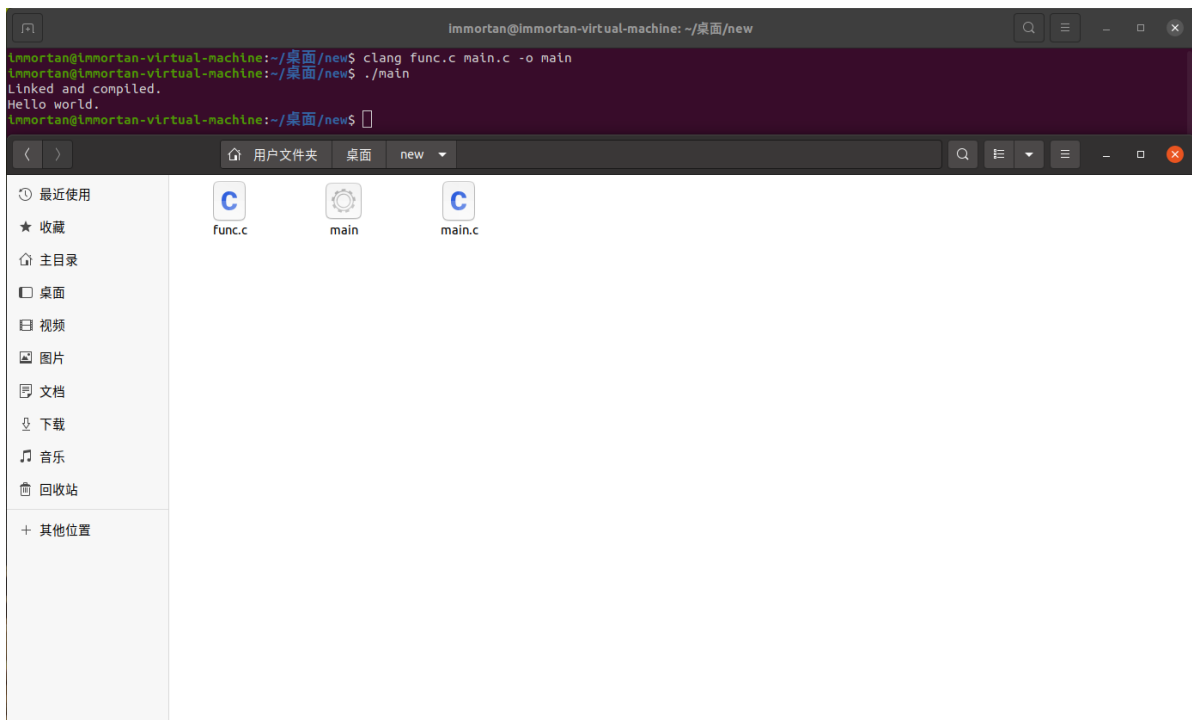 immortan@immortan-virtual-machine: ~/桌面/new
immortan@immortan-virtual-machine:~/桌面/new$ clang func.c main.c -o main
immortan@immortan-virtual-machine:~/桌面/new$ ./main
Linked and compiled.
Hello world.
immortan@immortan-virtual-machine:~/桌面/new$
用户文件夹 桌面 new
最近使用
收藏
主目录
桌面
视频
图片
文档
下载
音乐
回收站
其他位置
func.c main main.c